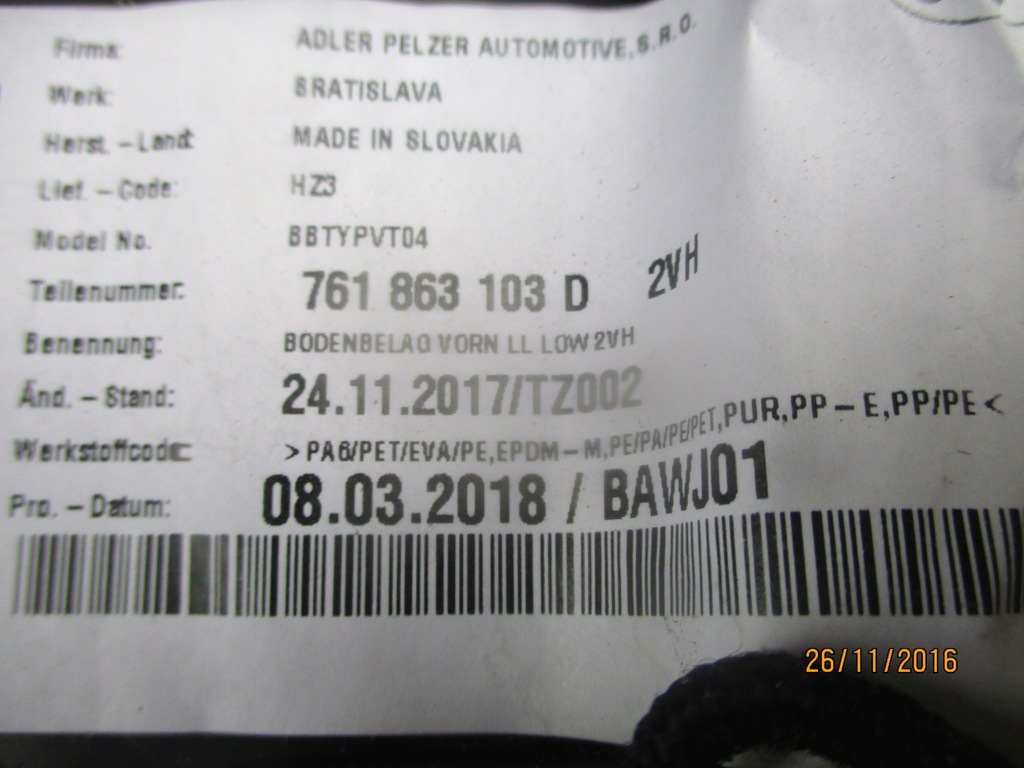 Firma: ADLER PELZER AUTOMOTIVE, S.R.O.
Werk: BRATISLAVA
Herst. - Land: MADE IN SLOVAKIA
Lief. - Code: HZ3
Model No. BBTYPVT04
Teilenummer: 761 863 103 D 2VH
Benennung: BODENBELAG VORN LL LOW 2VH
Änd. - Stand: 24.11.2017/TZ002
Werkstoffcode: >PA6/PET/EVA/PE,EPDM-M,PE/PA/PE/PET,PUR,PP-E,PP/PE<
Pro. - Datum: 08.03.2018 / BAWJ01
26/11/2016